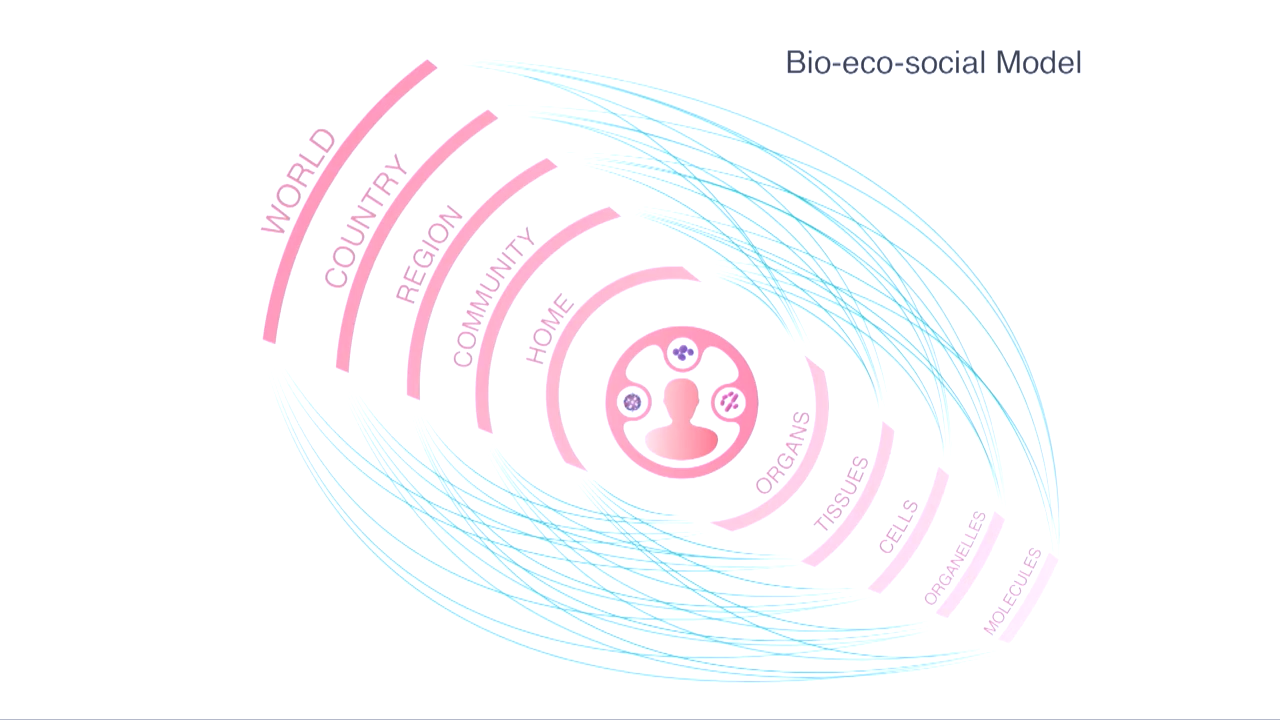 Bio-eco-social Model
WORLD
COUNTRY
REGION
COMMUNITY
HOME
ORGANS
TISSUES
CELLS
ORGANELLES
MOLECULES